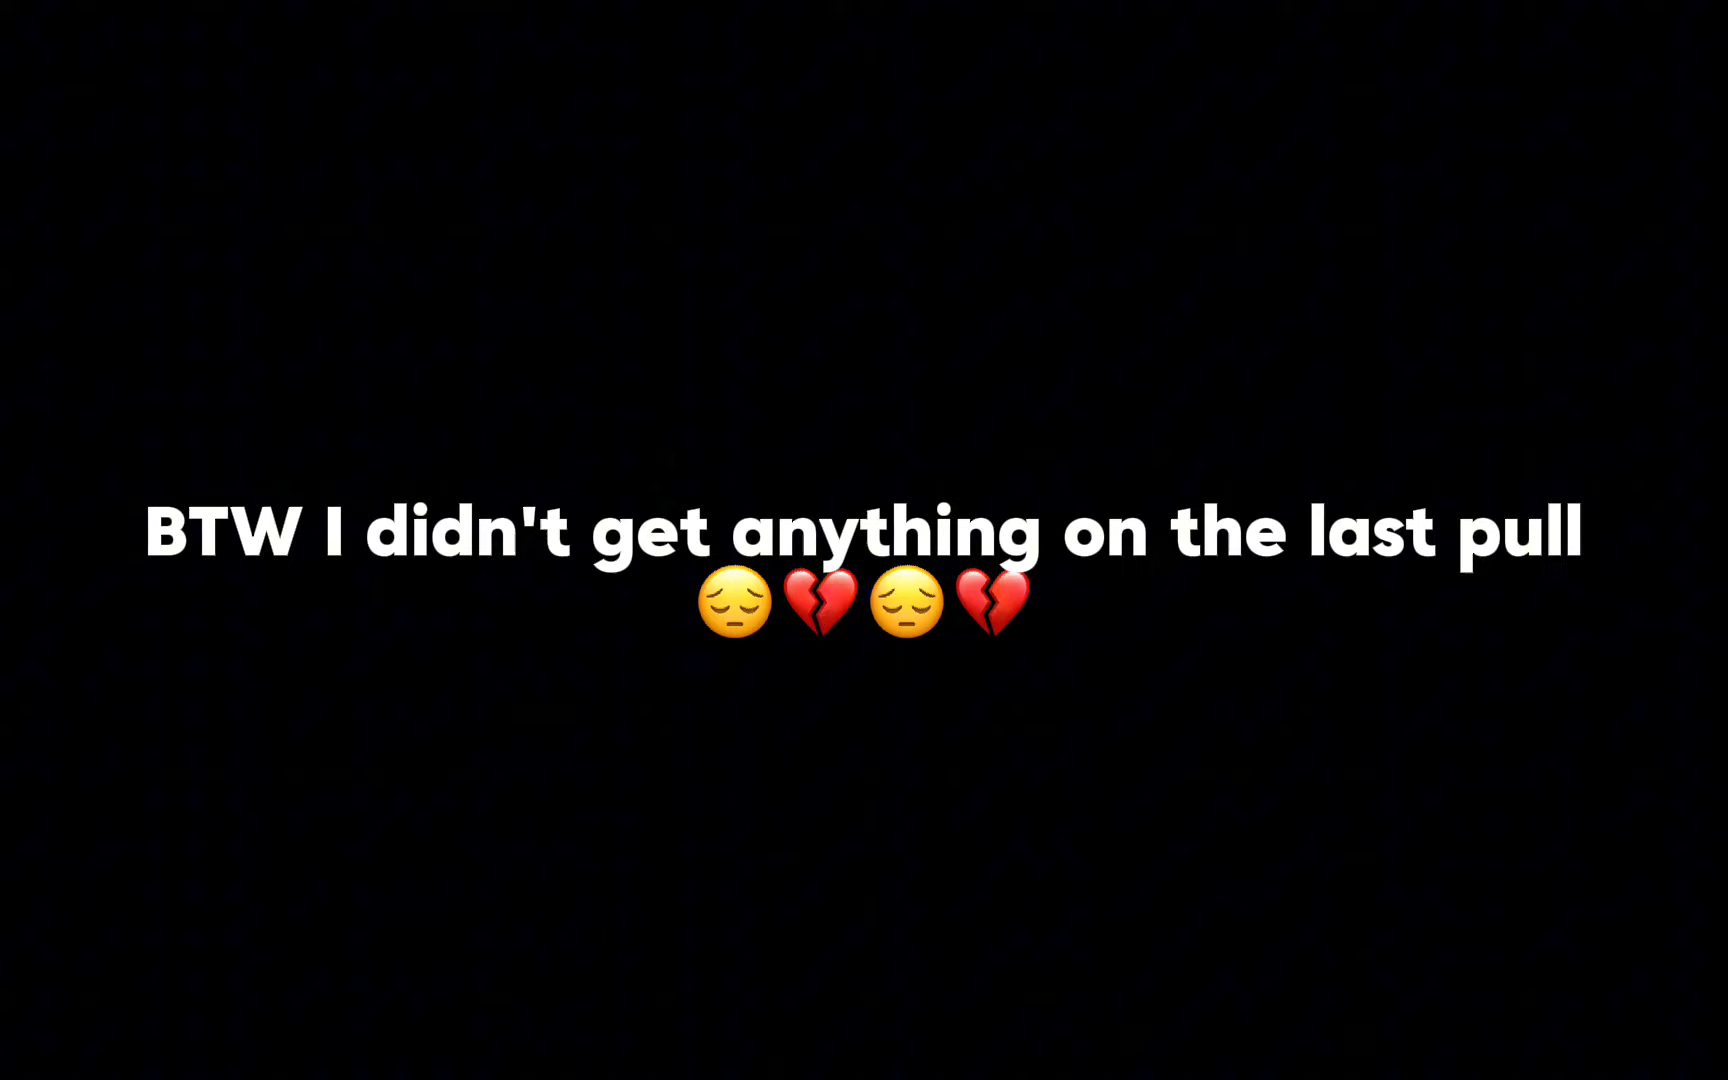 BTW I didn't get anything on the last pull
😔💔😔💔